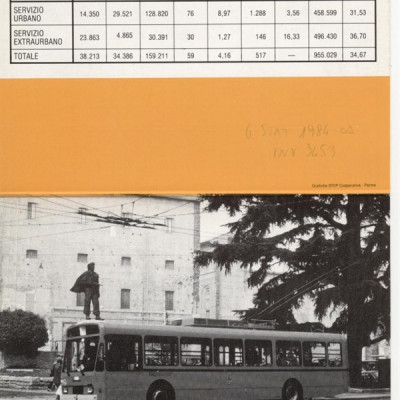 SERVIZIO URBANO 14.350 29.521 128.820 76 8,97 1.288 3,56 458.599 31,53
SERVIZIO EXTRAURBANO 23.863 4.865 30.391 30 1.27 146 16,33 496.430 36,70
TOTALE 38.213 34.386 159.211 59 4,16 517 — 955.029 34,67
INV 3653